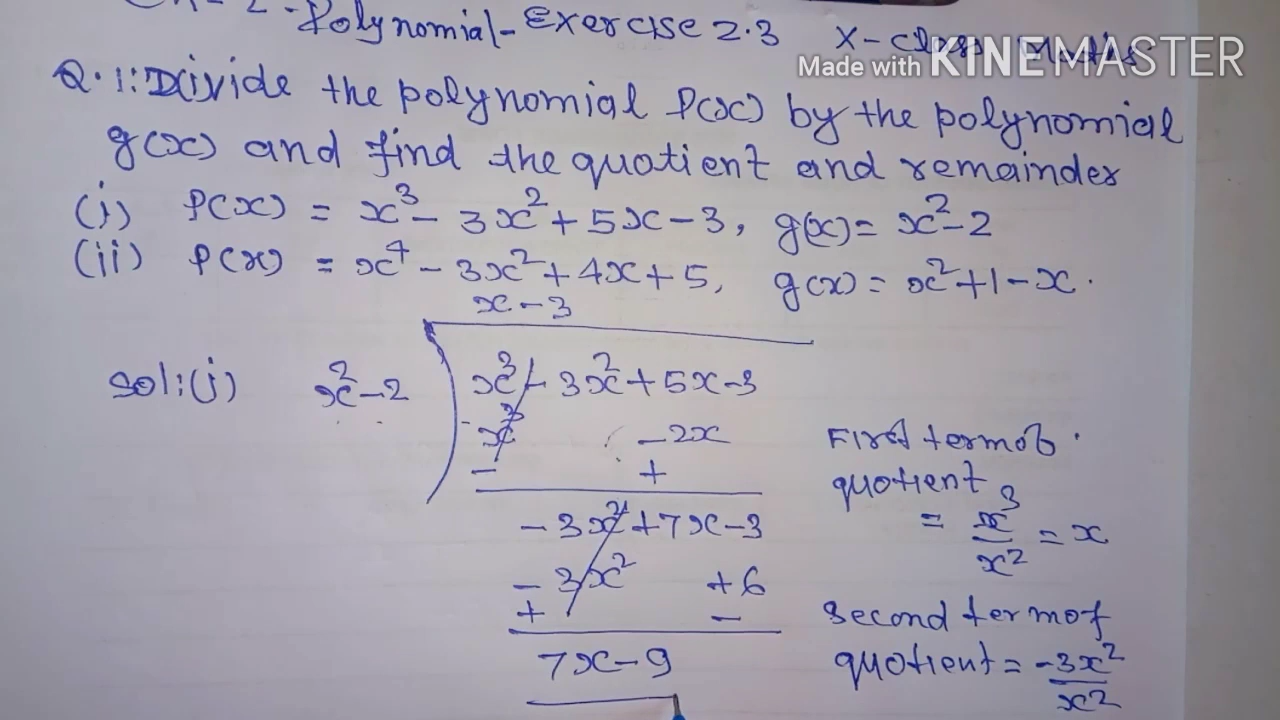 Polynomial - Exercise 2.3 X-class Maths
Made with KINEMASTER
Q.1: Divide the polynomial P(x) by the polynomial
g(x) and find the quotient and remainder
(i) P(x) = x³ - 3x² + 5x - 3, g(x) = x² - 2
(ii) P(x) = x⁴ - 3x² + 4x + 5, g(x) = x² + 1 - x.
x - 3
Sol:(i) x² - 2 x³ - 3x² + 5x - 3
x³ - 2x
- +
- 3x² + 7x - 3
- 3x² + 6
+ -
7x - 9
First term of
quotient
= x³/x² = x
Second term of
quotient = -3x²/x²